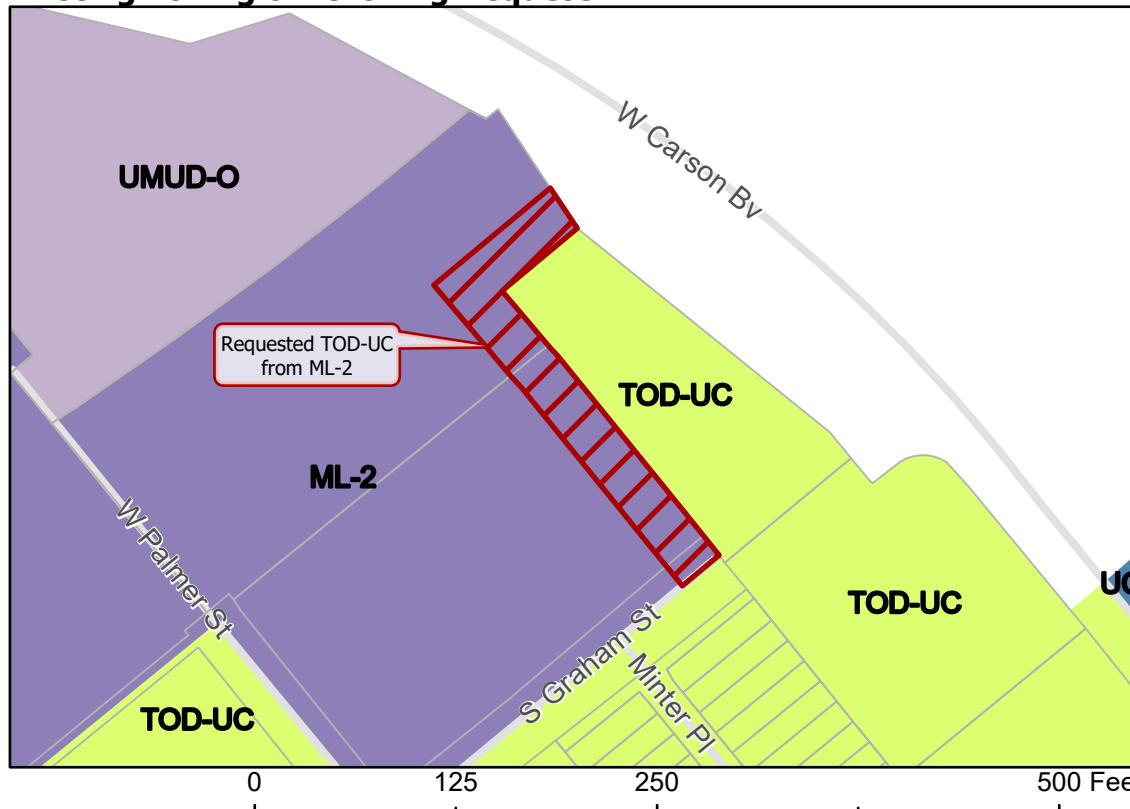 W Carson Bv
UMUD-O
Requested TOD-UC
from ML-2
TOD-UC
ML-2
W Palmer St
TOD-UC
S Graham St
Minter Pl
TOD-UC
0 125 250 500 Fee